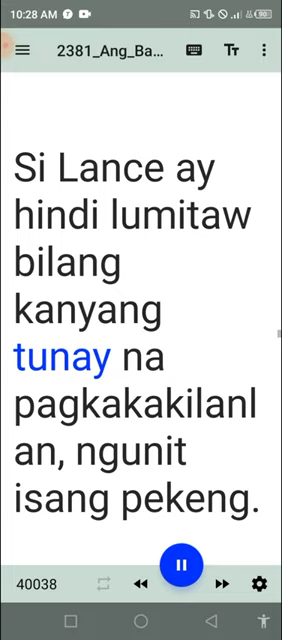 10:28 AM
2381_Ang_Ba...
Tт
Si Lance ay
hindi lumitaw
bilang
kanyang
tunay na
pagkakakilanl
an, ngunit
isang pekeng.
40038